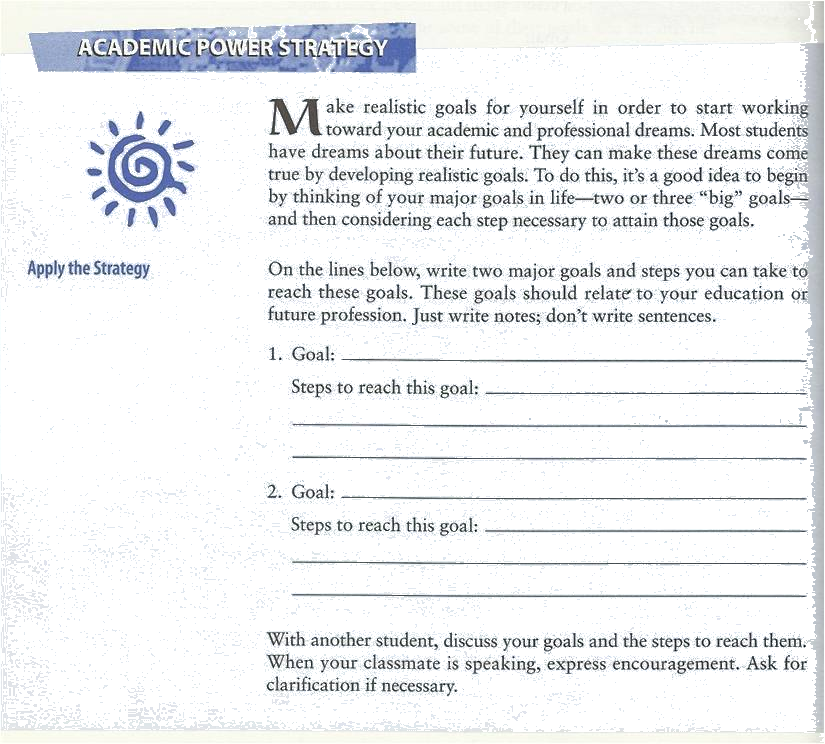 ACADEMIC POWER STRATEGY
Make realistic goals for yourself in order to start working
toward your academic and professional dreams. Most students
have dreams about their future. They can make these dreams come
true by developing realistic goals. To do this, it's a good idea to begin
by thinking of your major goals in life—two or three "big" goals—
and then considering each step necessary to attain those goals.
Apply the Strategy
On the lines below, write two major goals and steps you can take to
reach these goals. These goals should relate to your education or
future profession. Just write notes; don't write sentences.
1. Goal:
Steps to reach this goal:
2. Goal:
Steps to reach this goal:
With another student, discuss your goals and the steps to reach them.
When your classmate is speaking, express encouragement. Ask for
clarification if necessary.